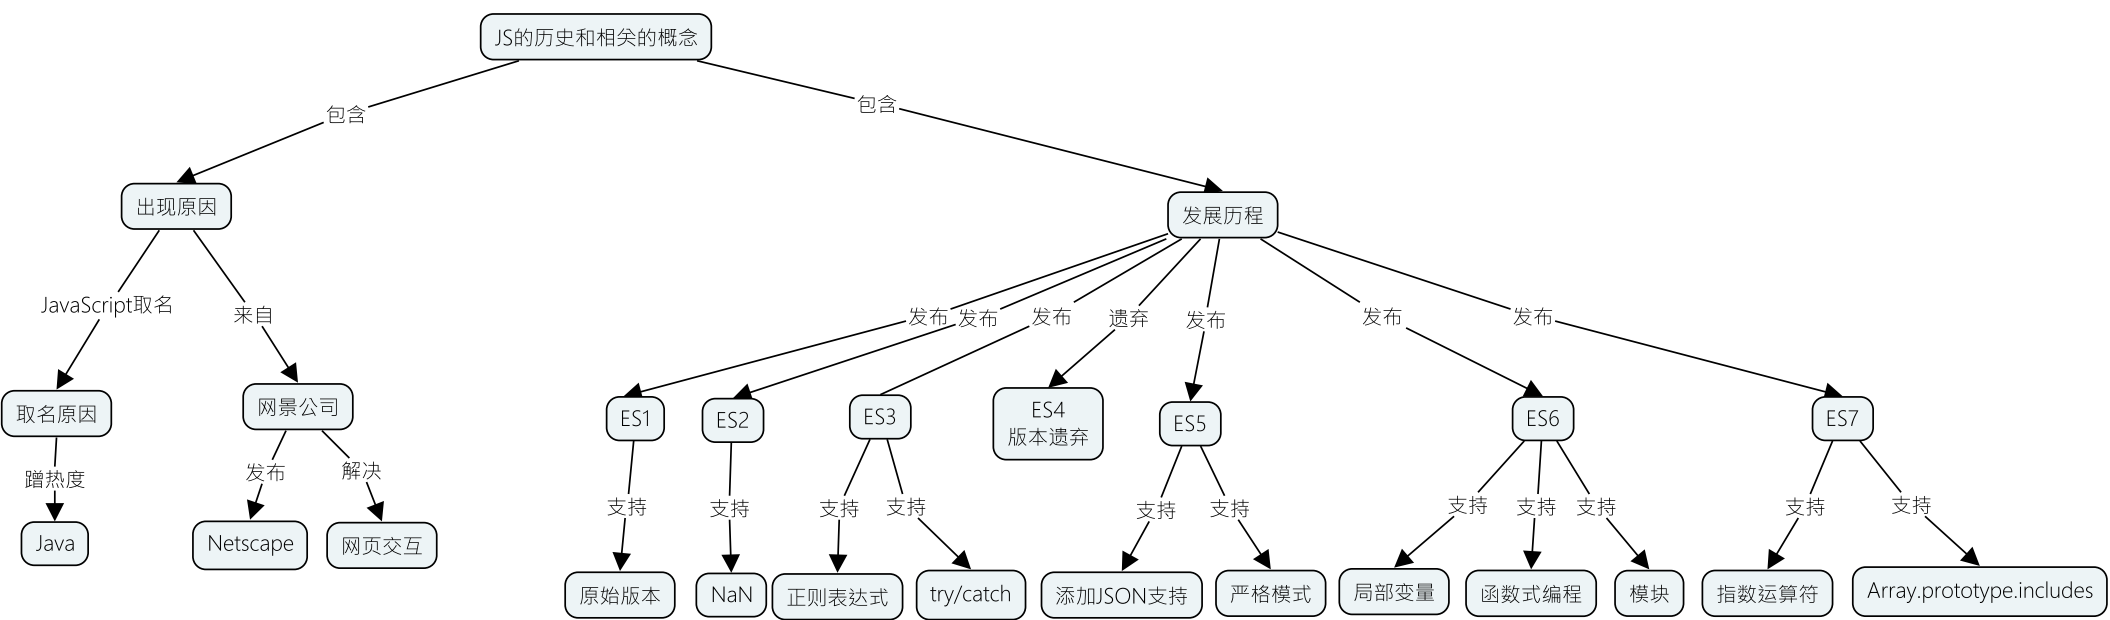 JS的历史和相关的概念
包含
包含
出现原因
发展历程
JavaScript取名
来自
发布
发布
发布
遗弃
发布
发布
发布
取名原因
网景公司
ES1
ES2
ES3
ES4
版本遗弃
ES5
ES6
ES7
蹭热度
发布
解决
支持
支持
支持
支持
支持
支持
支持
支持
支持
支持
支持
Java
Netscape
网页交互
原始版本
NaN
正则表达式
try/catch
添加JSON支持
严格模式
局部变量
函数式编程
模块
指数运算符
Array.prototype.includes